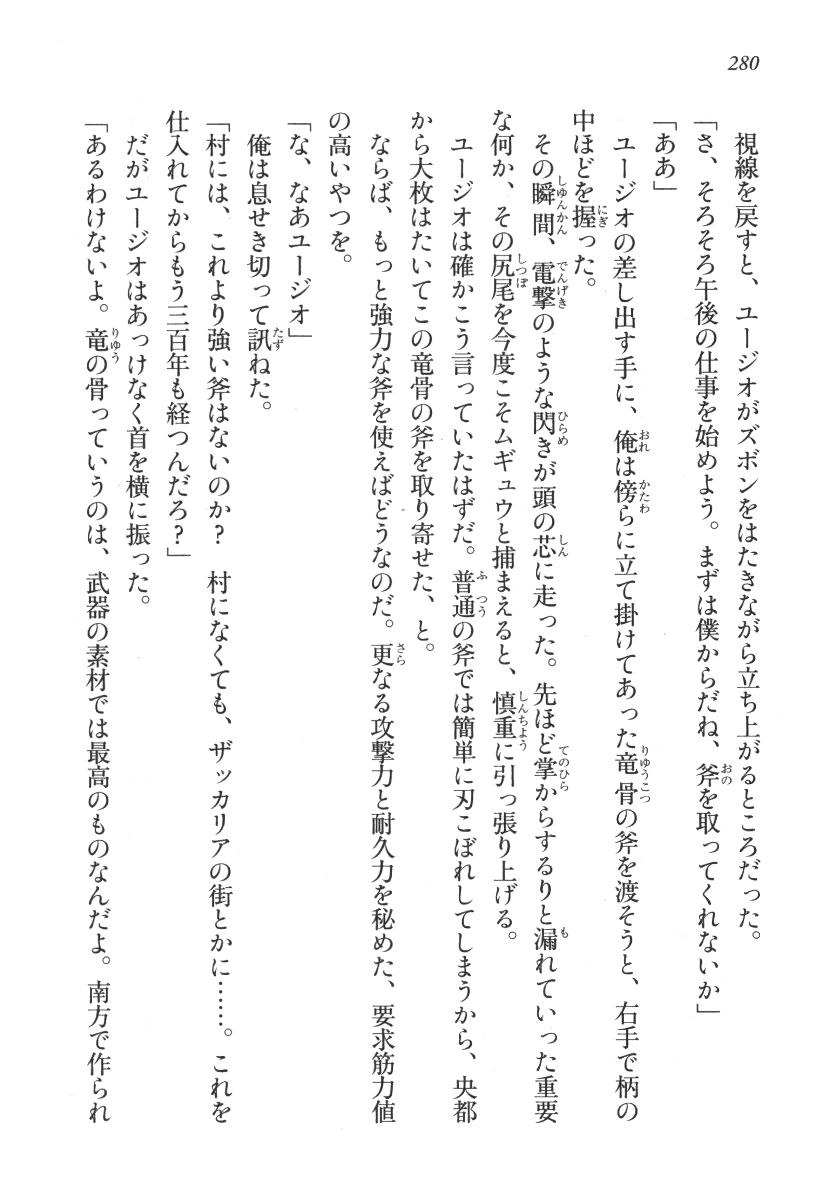 280
視線を戻すと、ユージオがズボンをはたきながら立ち上がるところだった。
「さ、そろそろ午後の仕事を始めよう。まずは僕からだね、斧を取ってくれないか」
「ああ」
ユージオの差し出す手に、俺は傍らに立て掛けてあった竜骨の斧を渡そうと、右手で柄の
中ほどを握った。
その瞬間、電撃のような閃きが頭の芯に走った。先ほど掌からするりと漏れていった重要
な何か、その尻尾を今度こそムギュウと捕まえると、慎重に引っ張り上げる。
ユージオは確かこう言っていたはずだ。普通の斧では簡単に刃こぼれしてしまうから、央都
から大枚はたいてこの竜骨の斧を取り寄せた、と。
ならば、もっと強力な斧を使えばどうなのだ。更なる攻撃力と耐久力を秘めた、要求筋力値
の高いやつを。
「な、なあユージオ」
俺は息せき切って訊ねた。
「村には、これより強い斧はないのか？　村になくても、ザッカリアの街とかに……。これを
仕入れてからもう三百年も経つんだろ？」
だがユージオはあっけなく首を横に振った。
「あるわけないよ。竜の骨っていうのは、武器の素材では最高のものなんだよ。南方で作られ